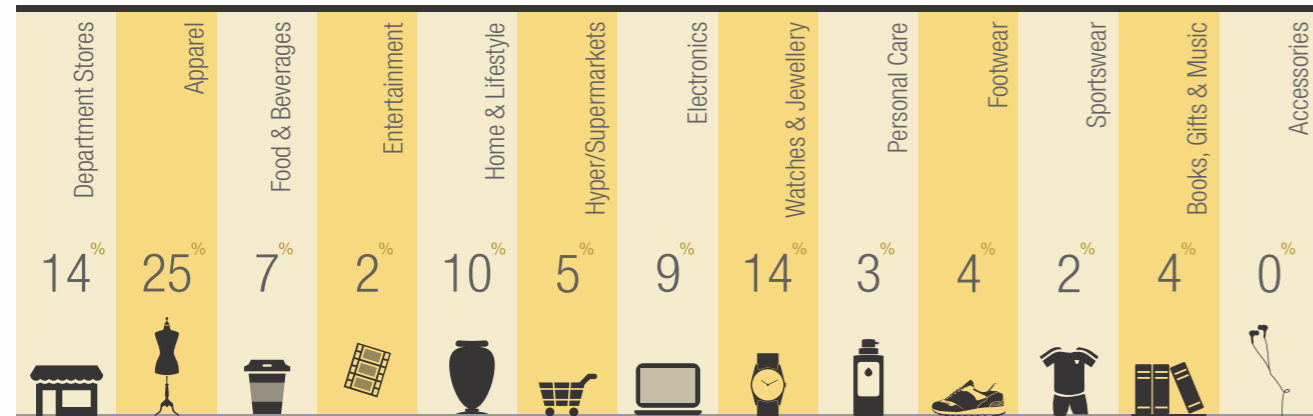 Department Stores
14%
Apparel
25%
Food & Beverages
7%
Entertainment
2%
Home & Lifestyle
10%
Hyper/Supermarkets
5%
Electronics
9%
Watches & Jewellery
14%
Personal Care
3%
Footwear
4%
Sportswear
2%
Books, Gifts & Music
4%
Accessories
0%